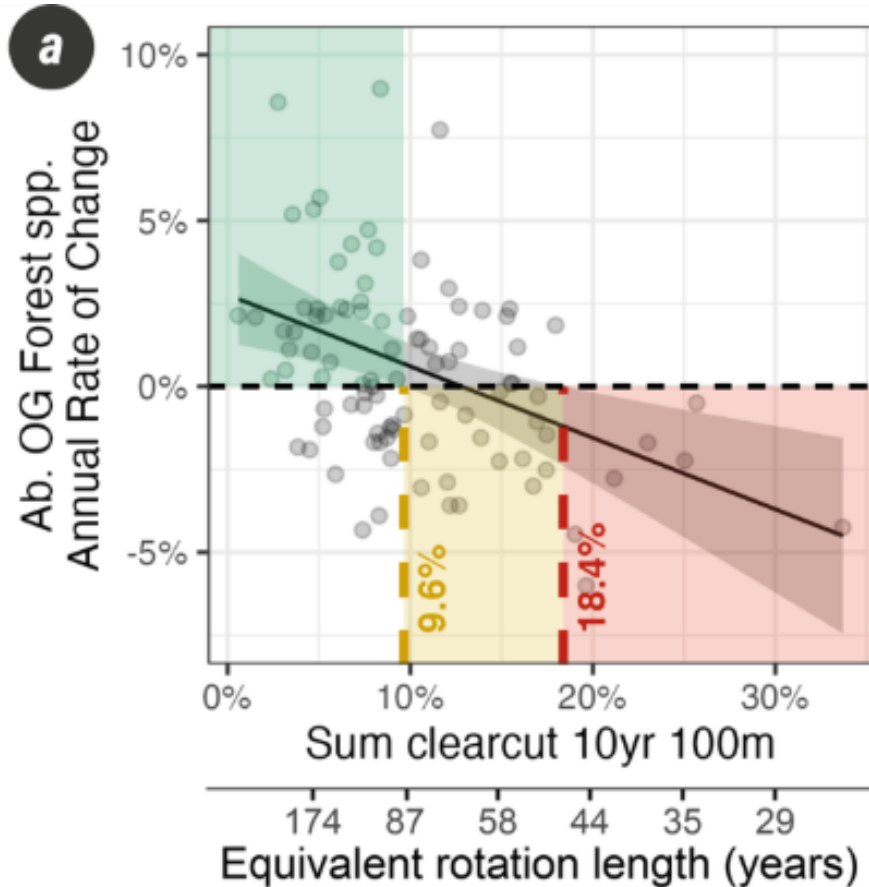 a
10%
5%
0%
-5%
Ab. OG Forest spp.
Annual Rate of Change
9.6%
18.4%
0% 10% 20% 30%
Sum clearcut 10yr 100m
174 87 58 44 35 29
Equivalent rotation length (years)